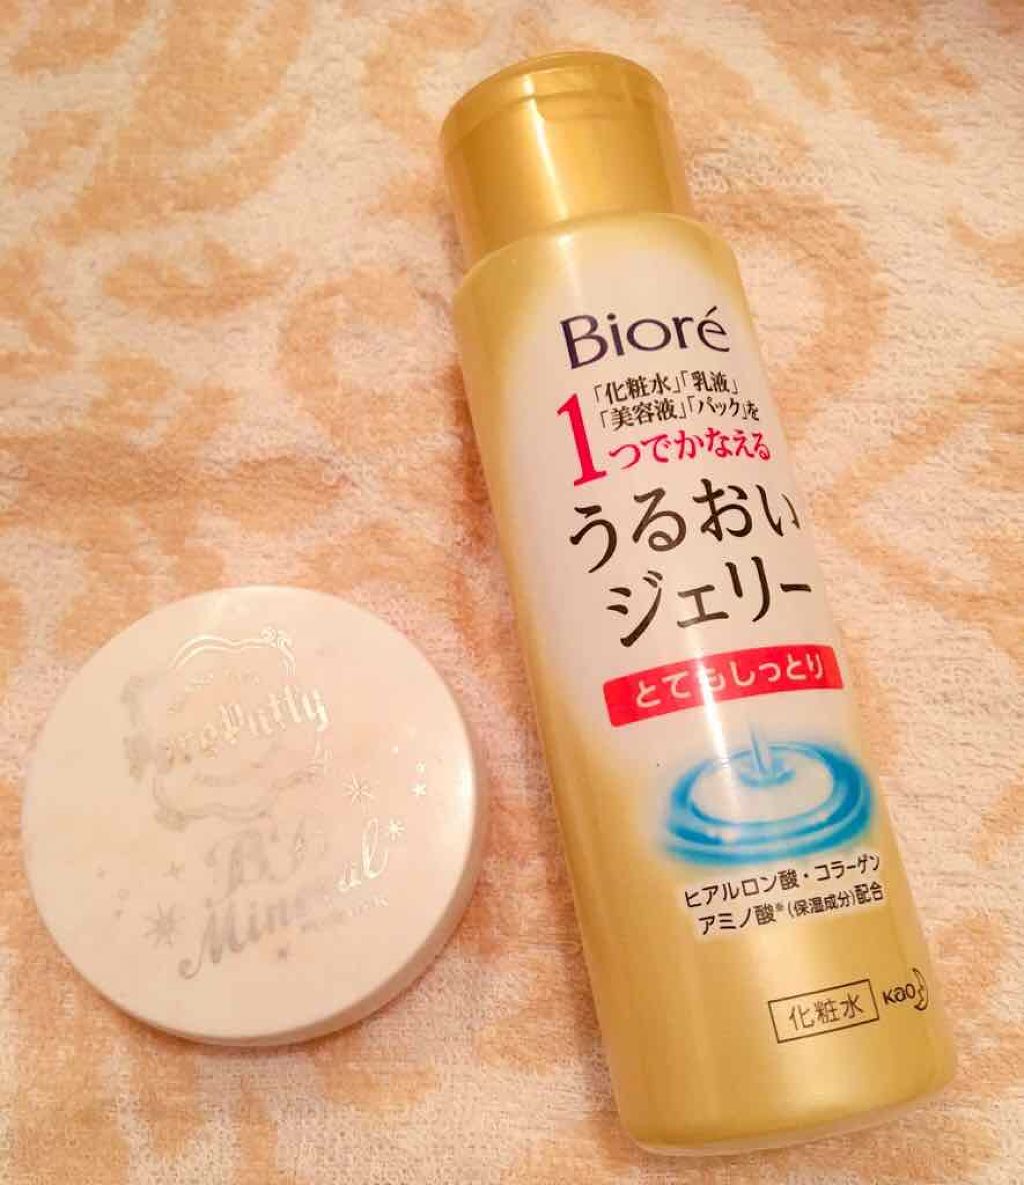 Bioré
「化粧水」「乳液」
「美容液」「パック」を
1つでかなえる
うるおい
ジェリー
とてもしっとり
ヒアルロン酸・コラーゲン
アミノ酸*(保湿成分)配合
化粧水 Kao
Mineral